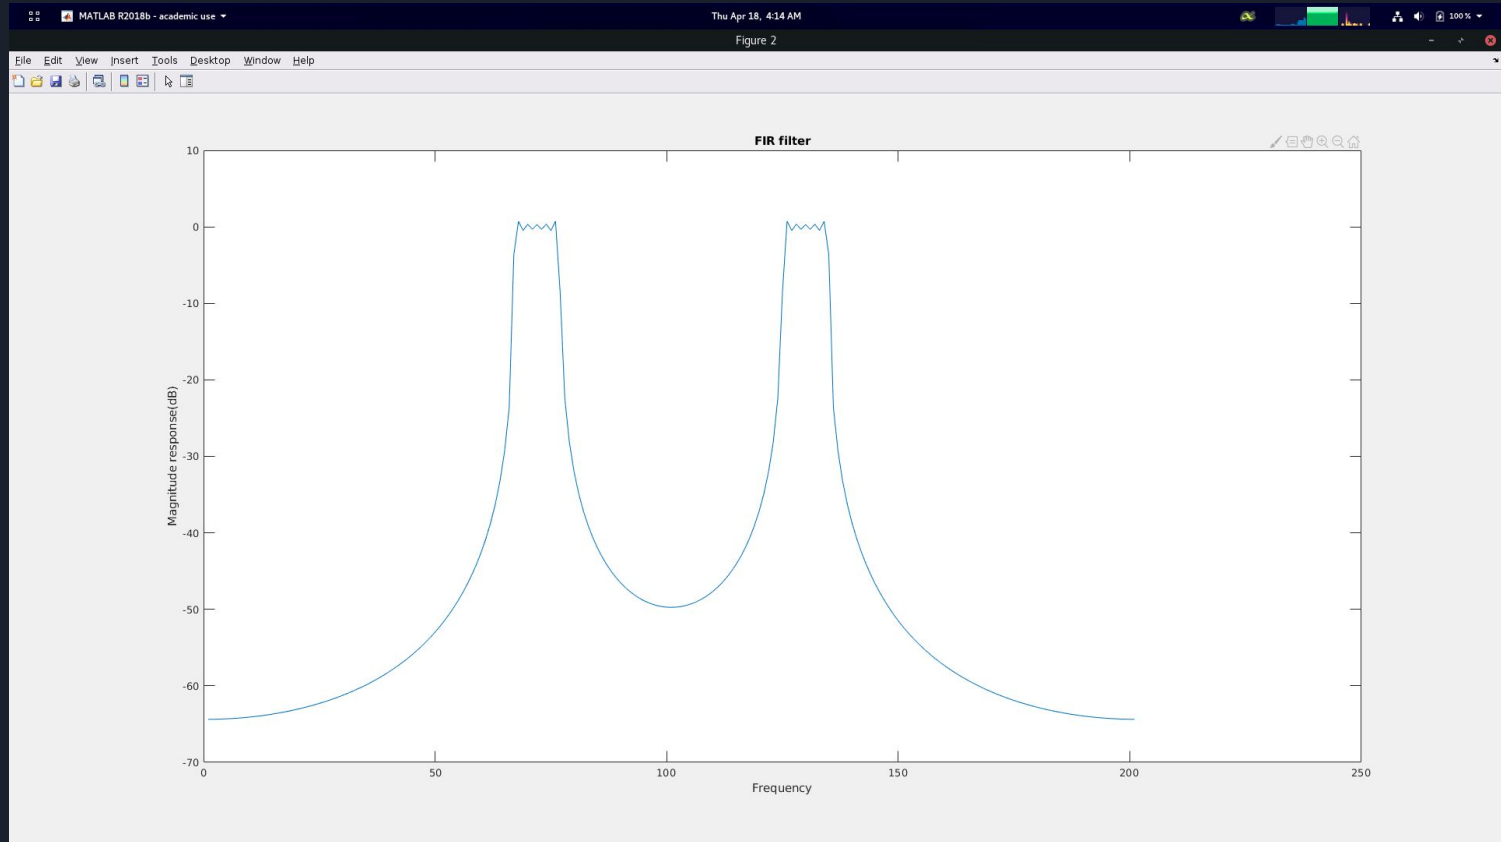 MATLAB R2018b - academic use
Thu Apr 18, 4:14 AM
100 %
Figure 2
File Edit View Insert Tools Desktop Window Help
FIR filter
10
0
-10
-20
-30
-40
-50
-60
-70
Magnitude response(dB)
0 50 100 150 200 250
Frequency